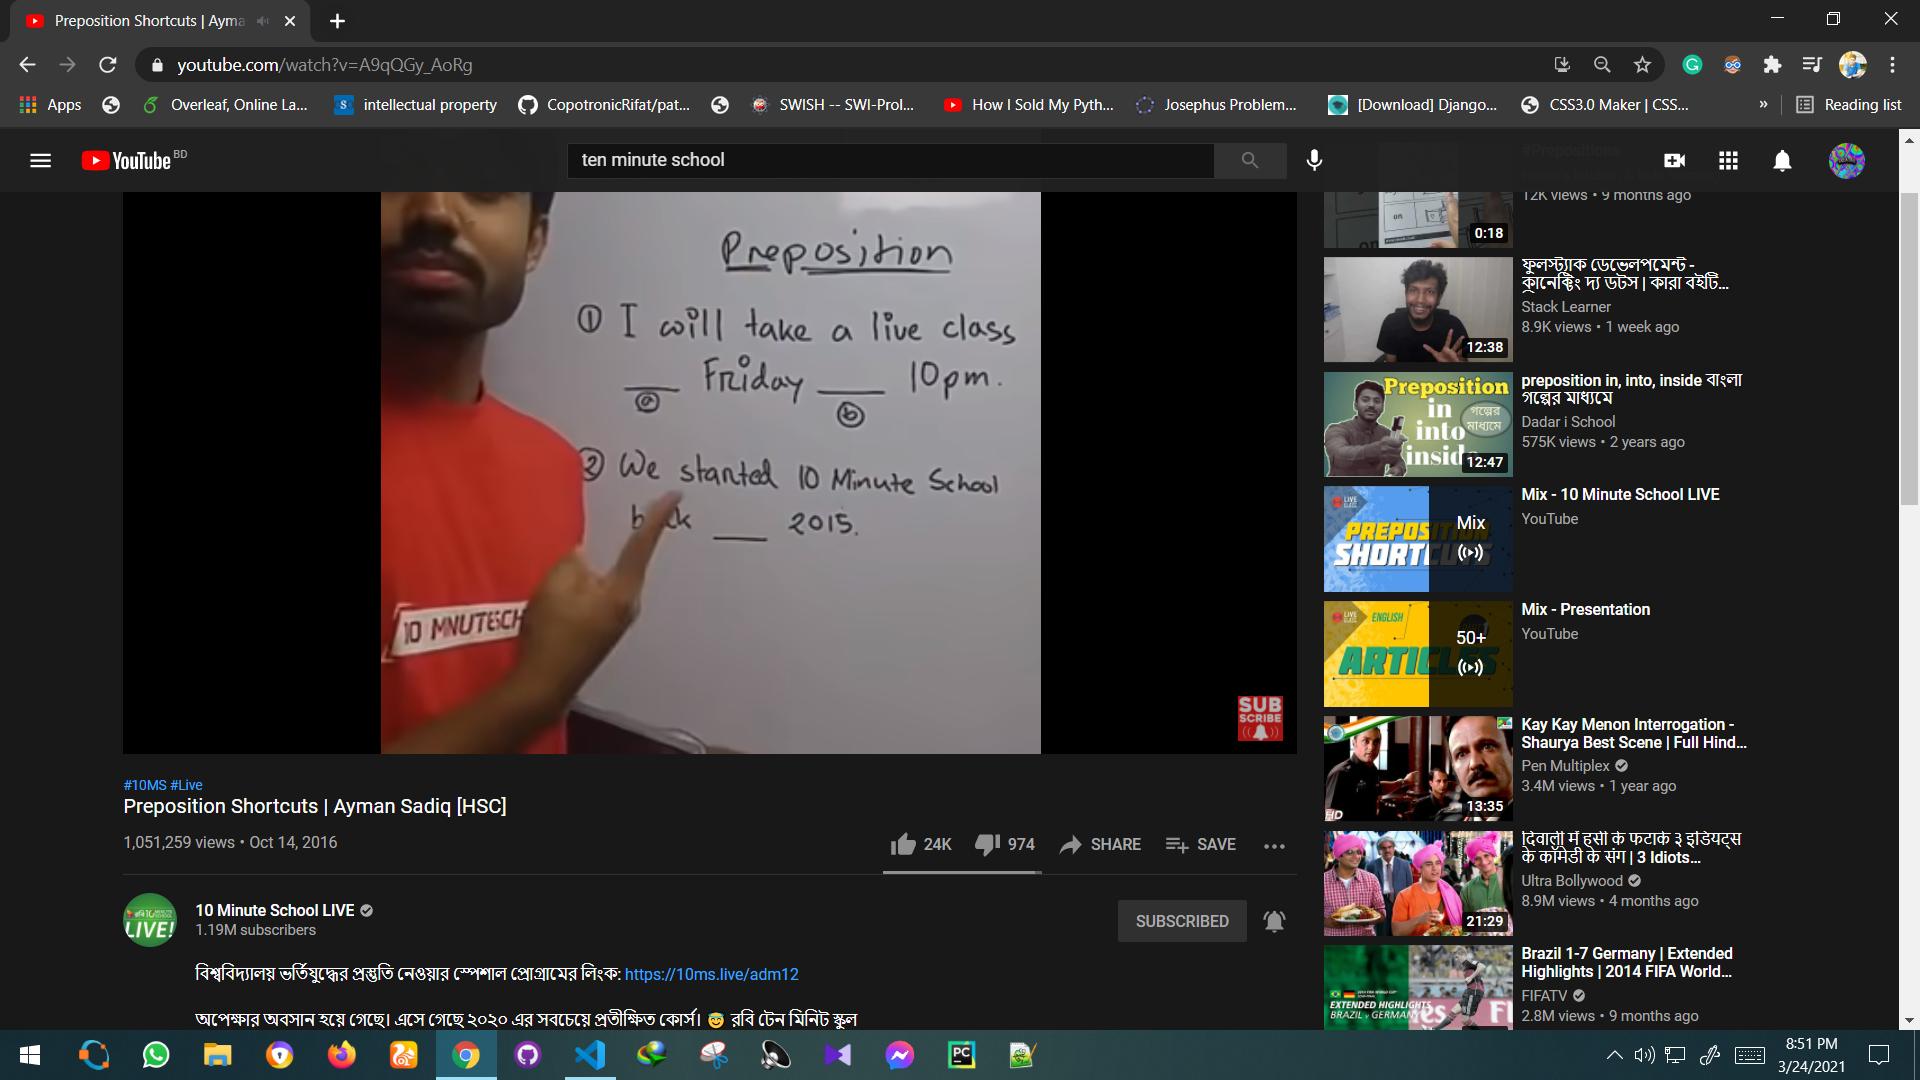 Preposition Shortcuts | Ayma
youtube.com/watch?v=A9qQGy_AoRg
Apps
Overleaf, Online La...
intellectual property
CopotronicRifat/pat...
SWISH -- SWI-Prol...
How I Sold My Pyth...
Josephus Problem...
[Download] Django...
CSS3.0 Maker | CSS...
»
Reading list
YouTube BD
ten minute school
Preposition
① I will take a live class
___ Friday ___ 10pm.
ⓐ ⓑ
② We started 10 Minute School
back ___ 2015.
10 MNUTESCH
SUB
SCRIBE
#10MS #Live
Preposition Shortcuts | Ayman Sadiq [HSC]
1,051,259 views • Oct 14, 2016
24K
974
SHARE
SAVE
LIVE!
10 Minute School LIVE
1.19M subscribers
SUBSCRIBED
বিশ্ববিদ্যালয় ভর্তিযুদ্ধের প্রস্তুতি নেওয়ার স্পেশাল প্রোগ্রামের লিংক: https://10ms.live/adm12
অপেক্ষার অবসান হয়ে গেছে। এসে গেছে ২০২০ এর সবচেয়ে প্রতীক্ষিত কোর্স। 😇 রবি টেন মিনিট স্কুল
#Prepositions
12K views • 9 months ago
on
0:18
ফুলস্ট্যাক ডেভেলপমেন্ট -
কানেক্টিং দ্য ডটস | কারা বইটি...
Stack Learner
8.9K views • 1 week ago
12:38
Preposition
in
into
inside
গল্পের
মাধ্যমে
12:47
preposition in, into, inside বাংলা
গল্পের মাধ্যমে
Dadar i School
575K views • 2 years ago
LIVE
CLASS
PREPOSITION
SHORTCUTS
Mix
Mix - 10 Minute School LIVE
YouTube
LIVE
CLASS
ENGLISH
ARTICLES
50+
Mix - Presentation
YouTube
HD
13:35
Kay Kay Menon Interrogation -
Shaurya Best Scene | Full Hind...
Pen Multiplex
3.4M views • 1 year ago
21:29
दिवाली में हंसी के फटाके ३ इडियट्स
के कॉमेडी के संग | 3 Idiots...
Ultra Bollywood
8.9M views • 4 months ago
EXTENDED HIGHLIGHTS
BRAZIL v GERMANY
Brazil 1-7 Germany | Extended
Highlights | 2014 FIFA World...
FIFATV
2.8M views • 9 months ago
PC
8:51 PM
3/24/2021